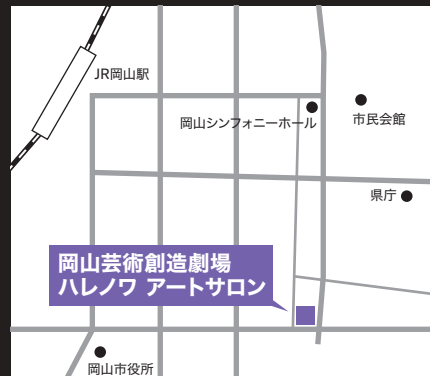 JR岡山駅
岡山シンフォニーホール
市民会館
県庁
岡山芸術創造劇場
ハレノワ アートサロン
岡山市役所